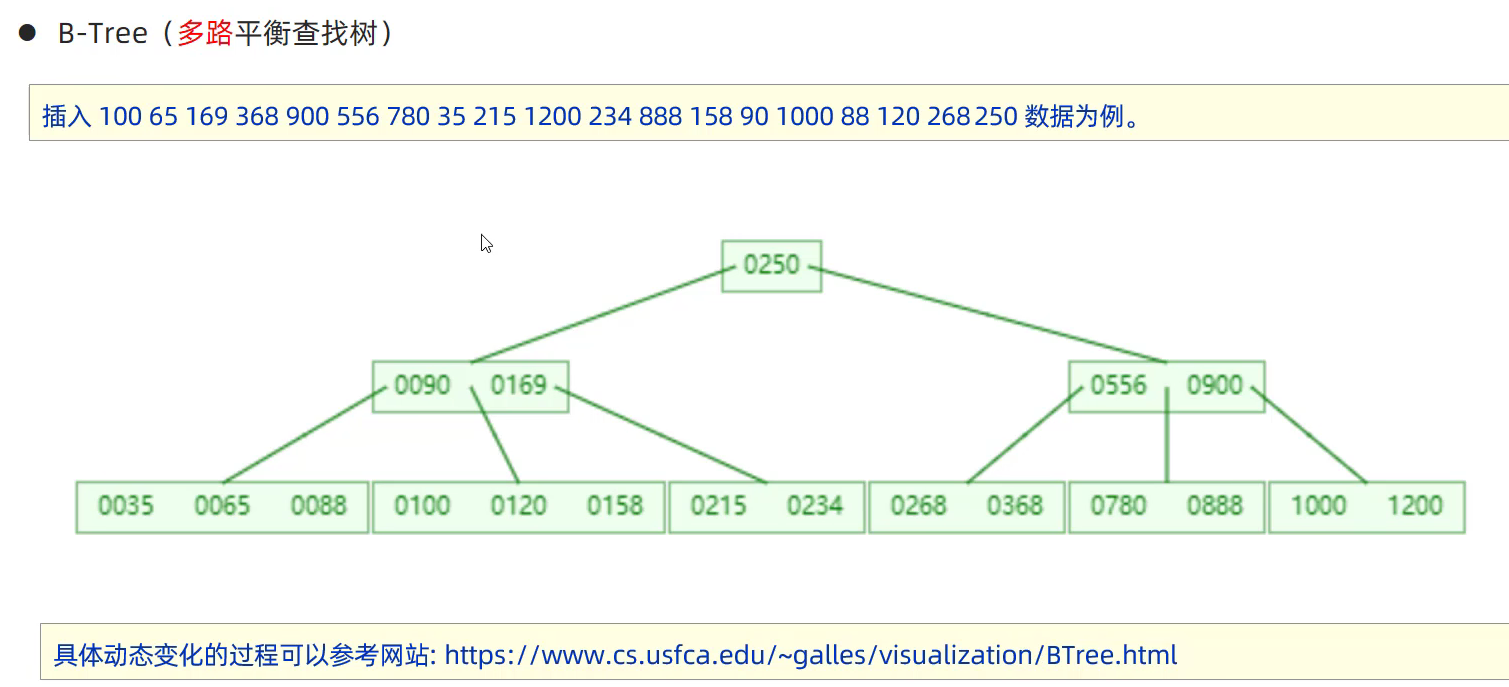 ● B-Tree（多路平衡查找树）
插入 100 65 169 368 900 556 780 35 215 1200 234 888 158 90 1000 88 120 268 250 数据为例。
0250
0090 0169 0556 0900
0035 0065 0088 0100 0120 0158 0215 0234 0268 0368 0780 0888 1000 1200
具体动态变化的过程可以参考网站: https://www.cs.usfca.edu/~galles/visualization/BTree.html